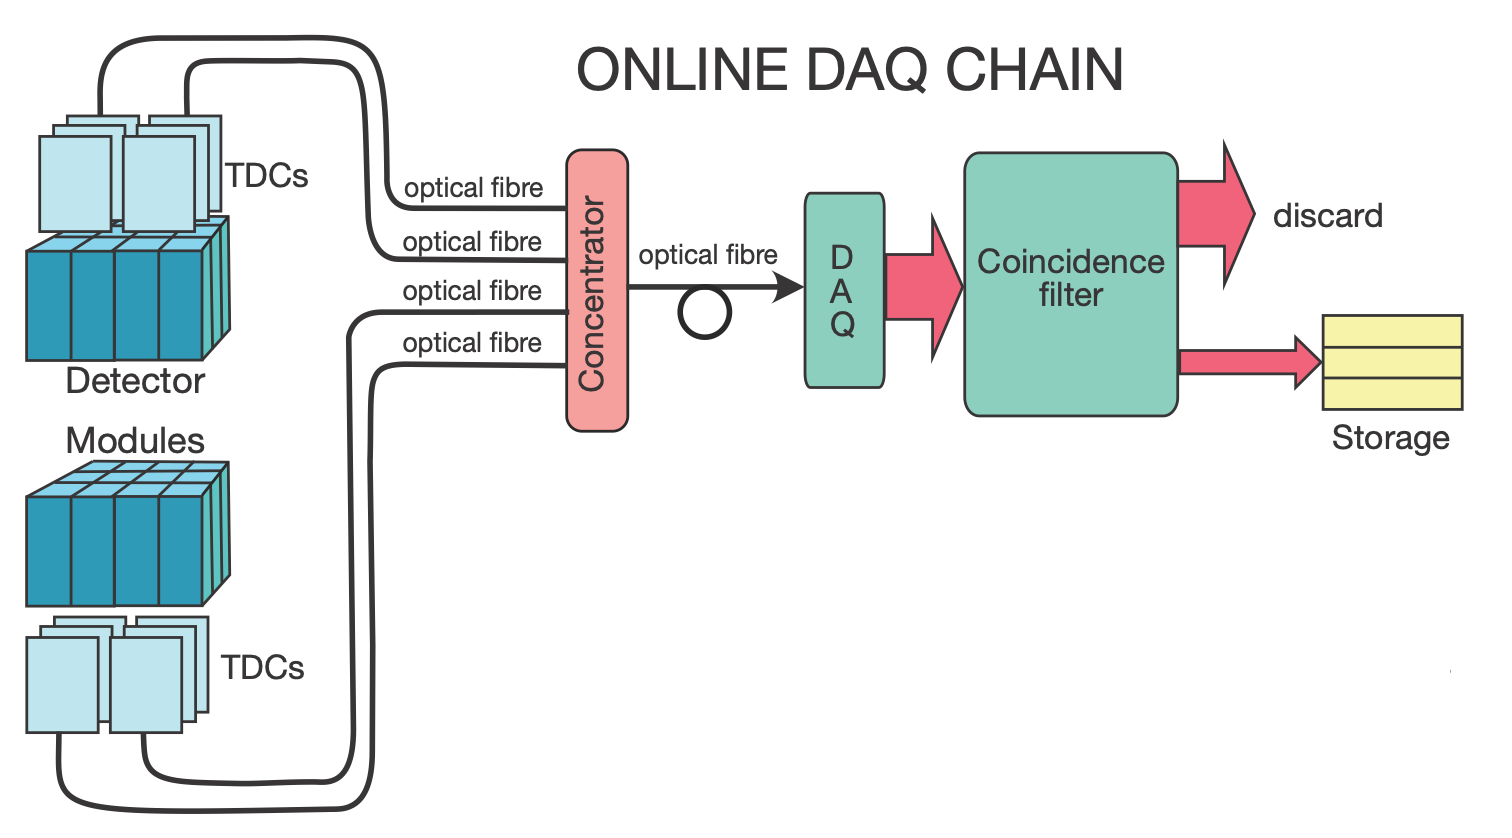 ONLINE DAQ CHAIN
TDCs
optical fibre
optical fibre
optical fibre
optical fibre
Concentrator
optical fibre
D
A
Q
Coincidence
filter
discard
Storage
Detector
Modules
TDCs